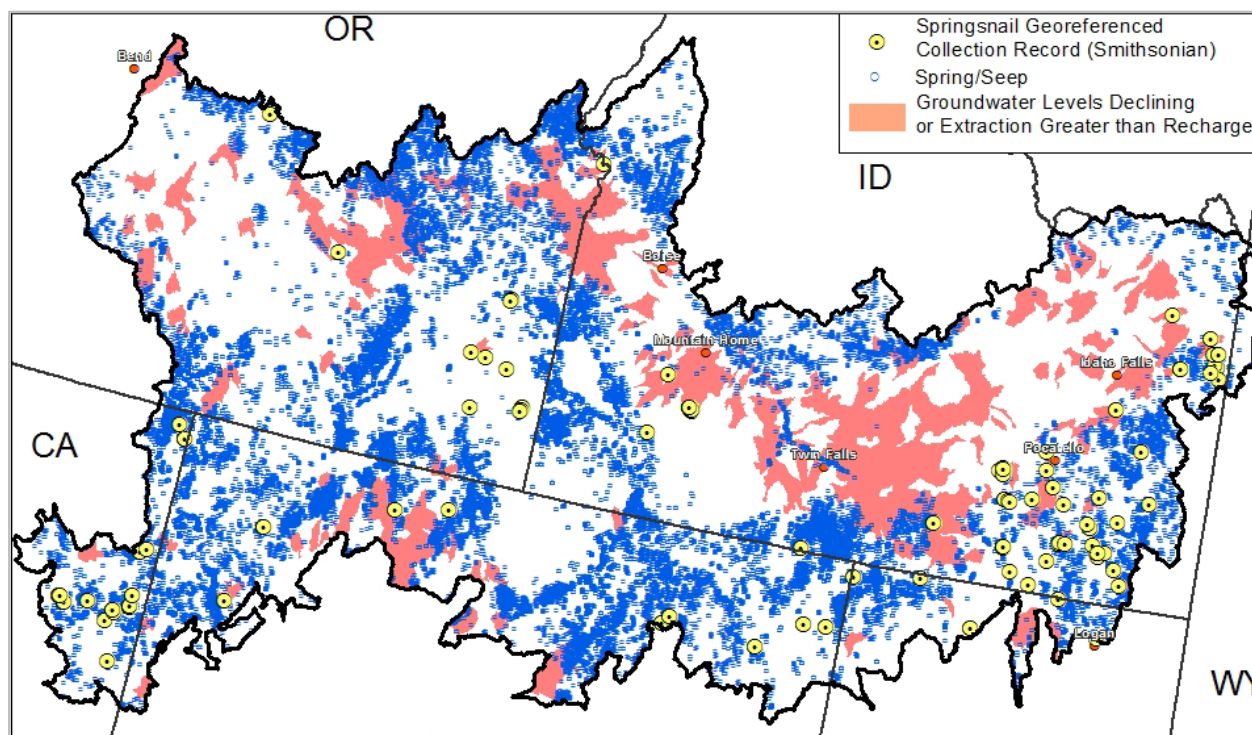 OR
Springsnail Georeferenced
Collection Record (Smithsonian)
Bend
Spring/Seep
Groundwater Levels Declining
or Extraction Greater than Recharge
ID
Boise
Mountain Home
Idaho Falls
CA
Twin Falls
Pocatello
Logan
WY